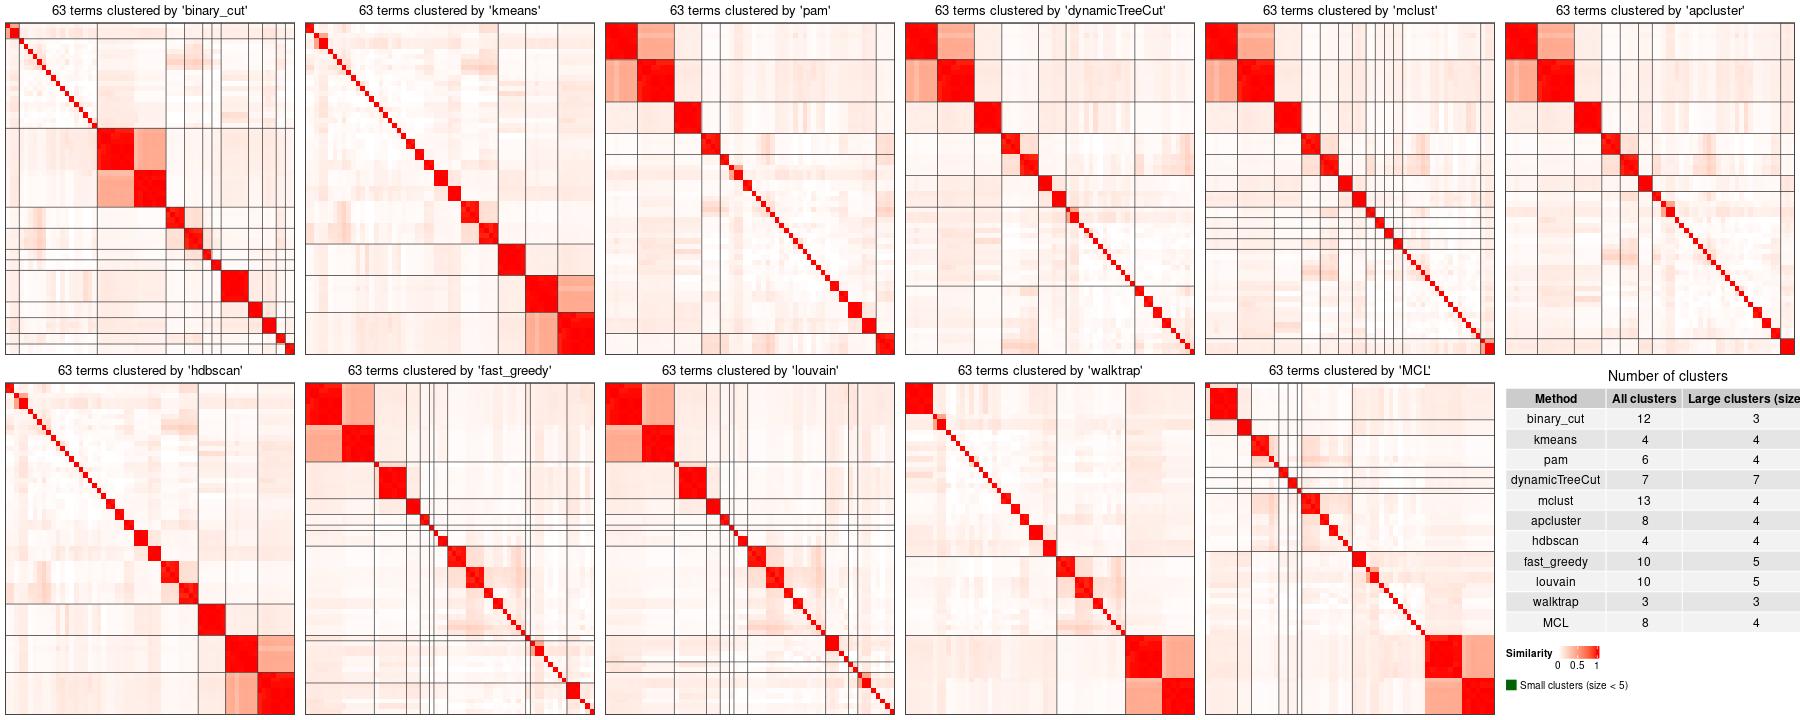 63 terms clustered by 'binary_cut'
63 terms clustered by 'kmeans'
63 terms clustered by 'pam'
63 terms clustered by 'dynamicTreeCut'
63 terms clustered by 'mclust'
63 terms clustered by 'apcluster'
63 terms clustered by 'hdbscan'
63 terms clustered by 'fast_greedy'
63 terms clustered by 'louvain'
63 terms clustered by 'walktrap'
63 terms clustered by 'MCL'
Number of clusters
Method All clusters Large clusters (size
binary_cut 12 3
kmeans 4 4
pam 6 4
dynamicTreeCut 7 7
mclust 13 4
apcluster 8 4
hdbscan 4 4
fast_greedy 10 5
louvain 10 5
walktrap 3 3
MCL 8 4
Similarity
0 0.5 1
Small clusters (size < 5)